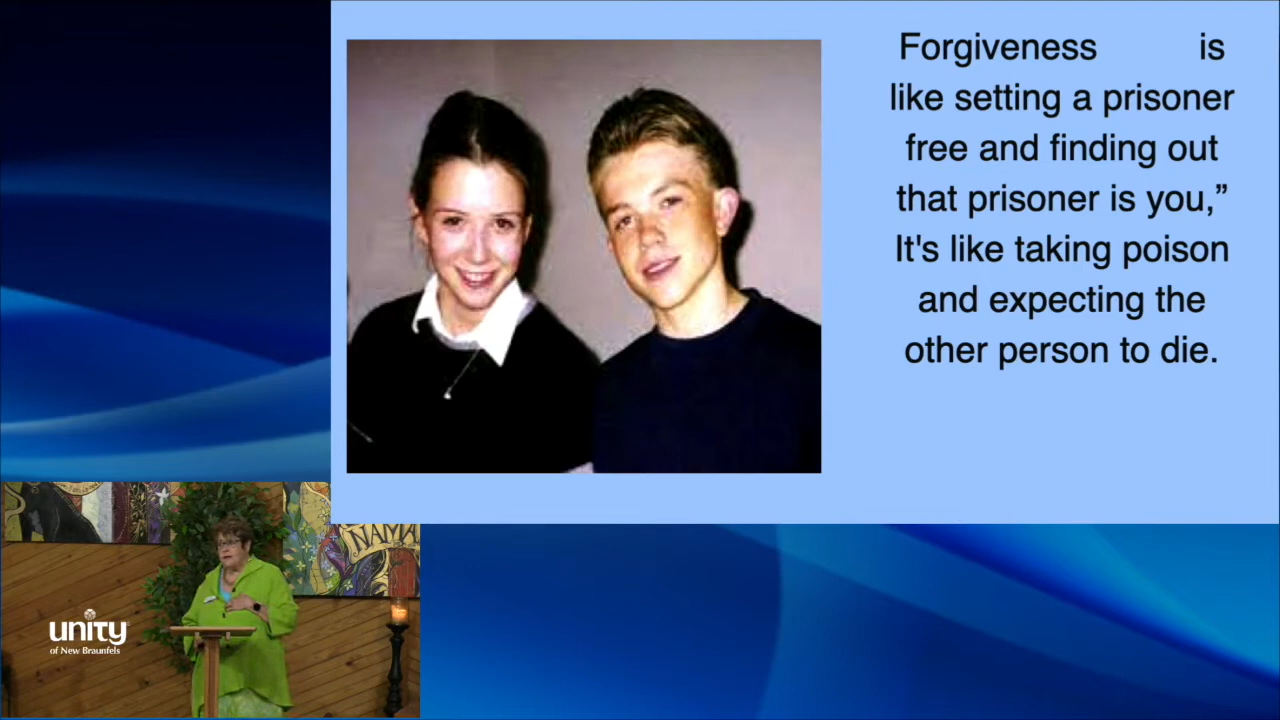 Forgiveness is
like setting a prisoner
free and finding out
that prisoner is you,”
It's like taking poison
and expecting the
other person to die.
NAMA
unity
of New Braunfels